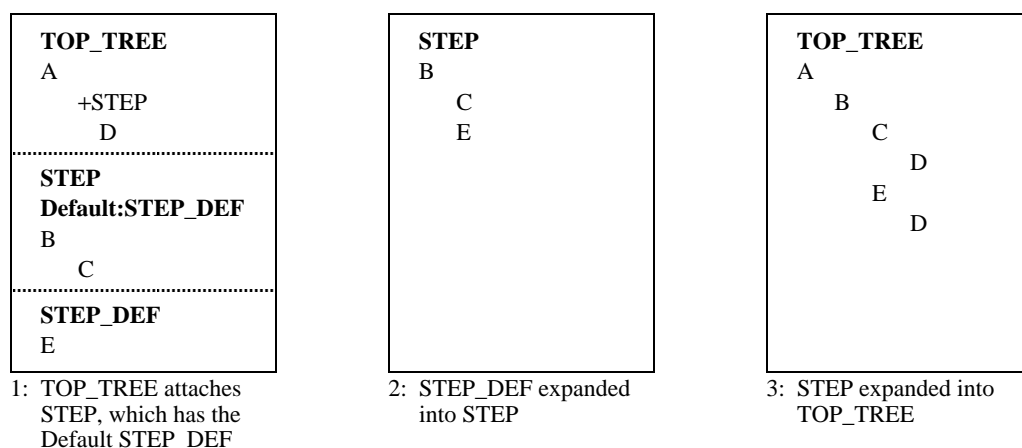 TOP_TREE
A
+STEP
D
STEP
Default:STEP_DEF
B
C
STEP_DEF
E
1: TOP_TREE attaches
STEP, which has the
Default STEP_DEF
STEP
B
C
E
2: STEP_DEF expanded
into STEP
TOP_TREE
A
B
C
D
E
D
3: STEP expanded into
TOP_TREE